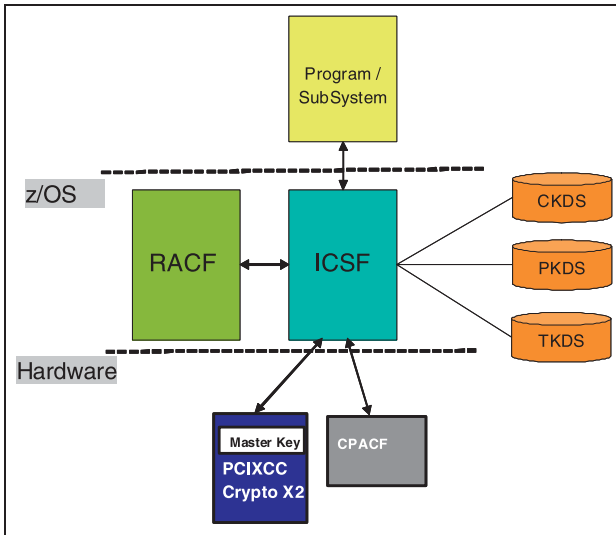 Program /
SubSystem
z/OS
CKDS
RACF
ICSF
PKDS
TKDS
Hardware
Master Key
PCIXCC
Crypto X2
CPACF